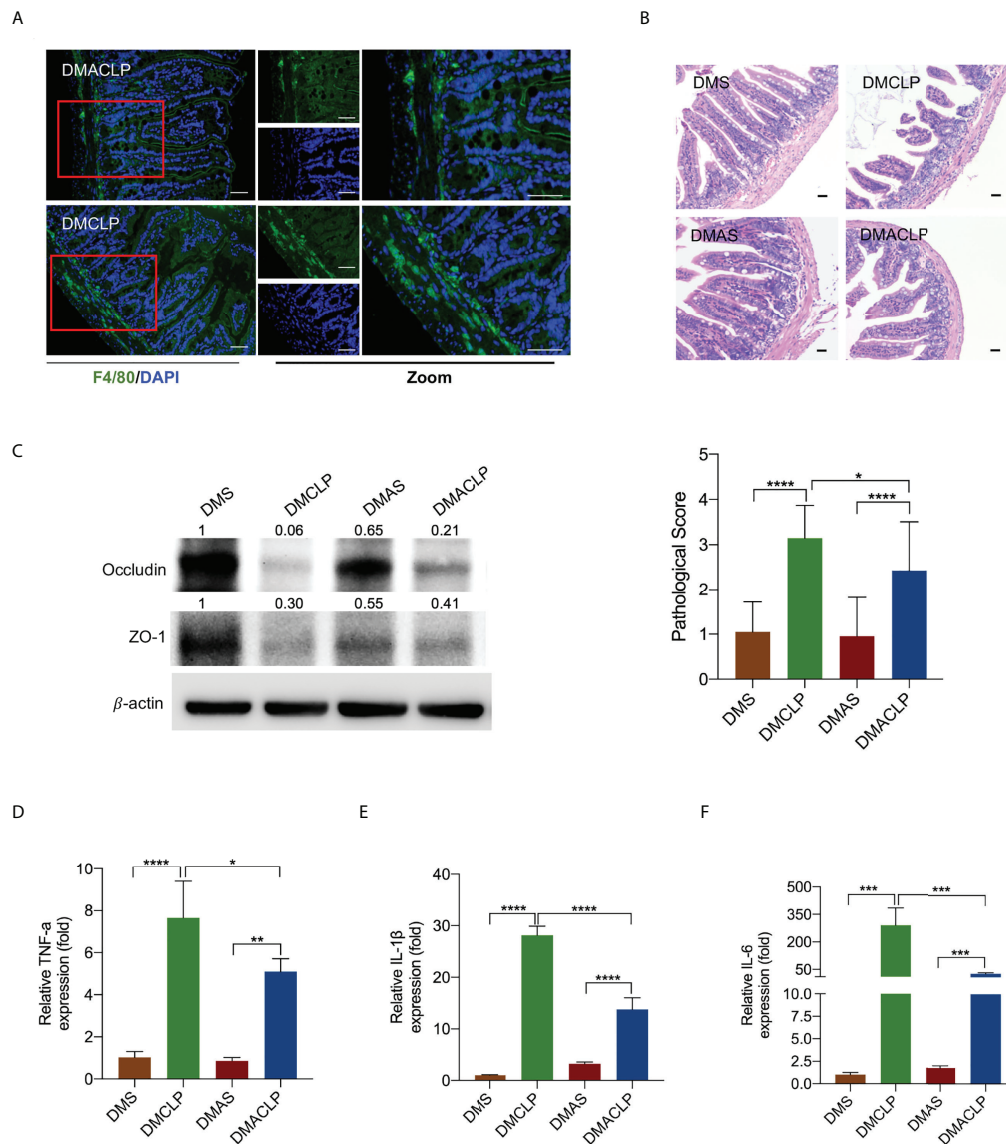 A
B
DMACLP
DMCLP
F4/80/DAPI
Zoom
DMS
DMCLP
DMAS
DMACLP
C
DMS
DMCLP
DMAS
DMACLP
1
0.06
0.65
0.21
Occludin
1
0.30
0.55
0.41
ZO-1
β-actin
Pathological Score
5
4
3
2
1
0
****
*
****
DMS
DMCLP
DMAS
DMACLP
D
Relative TNF-a
expression (fold)
10
8
6
4
2
0
****
*
**
DMS
DMCLP
DMAS
DMACLP
E
Relative IL-1β
expression (fold)
40
30
20
10
0
****
****
****
DMS
DMCLP
DMAS
DMACLP
F
Relative IL-6
expression (fold)
500
350
200
50
10.0
7.5
5.0
2.5
0.0
***
***
***
DMS
DMCLP
DMAS
DMACLP